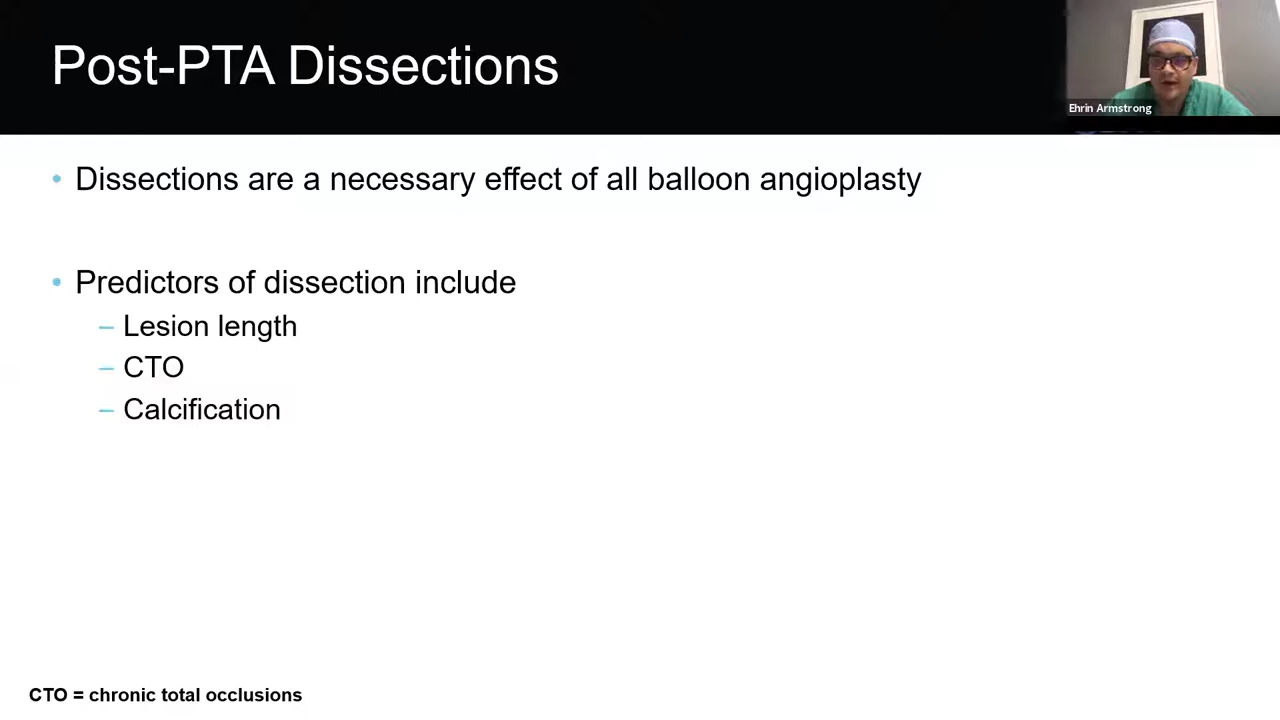 Post-PTA Dissections
Ehrin Armstrong
• Dissections are a necessary effect of all balloon angioplasty
• Predictors of dissection include
– Lesion length
– CTO
– Calcification
CTO = chronic total occlusions